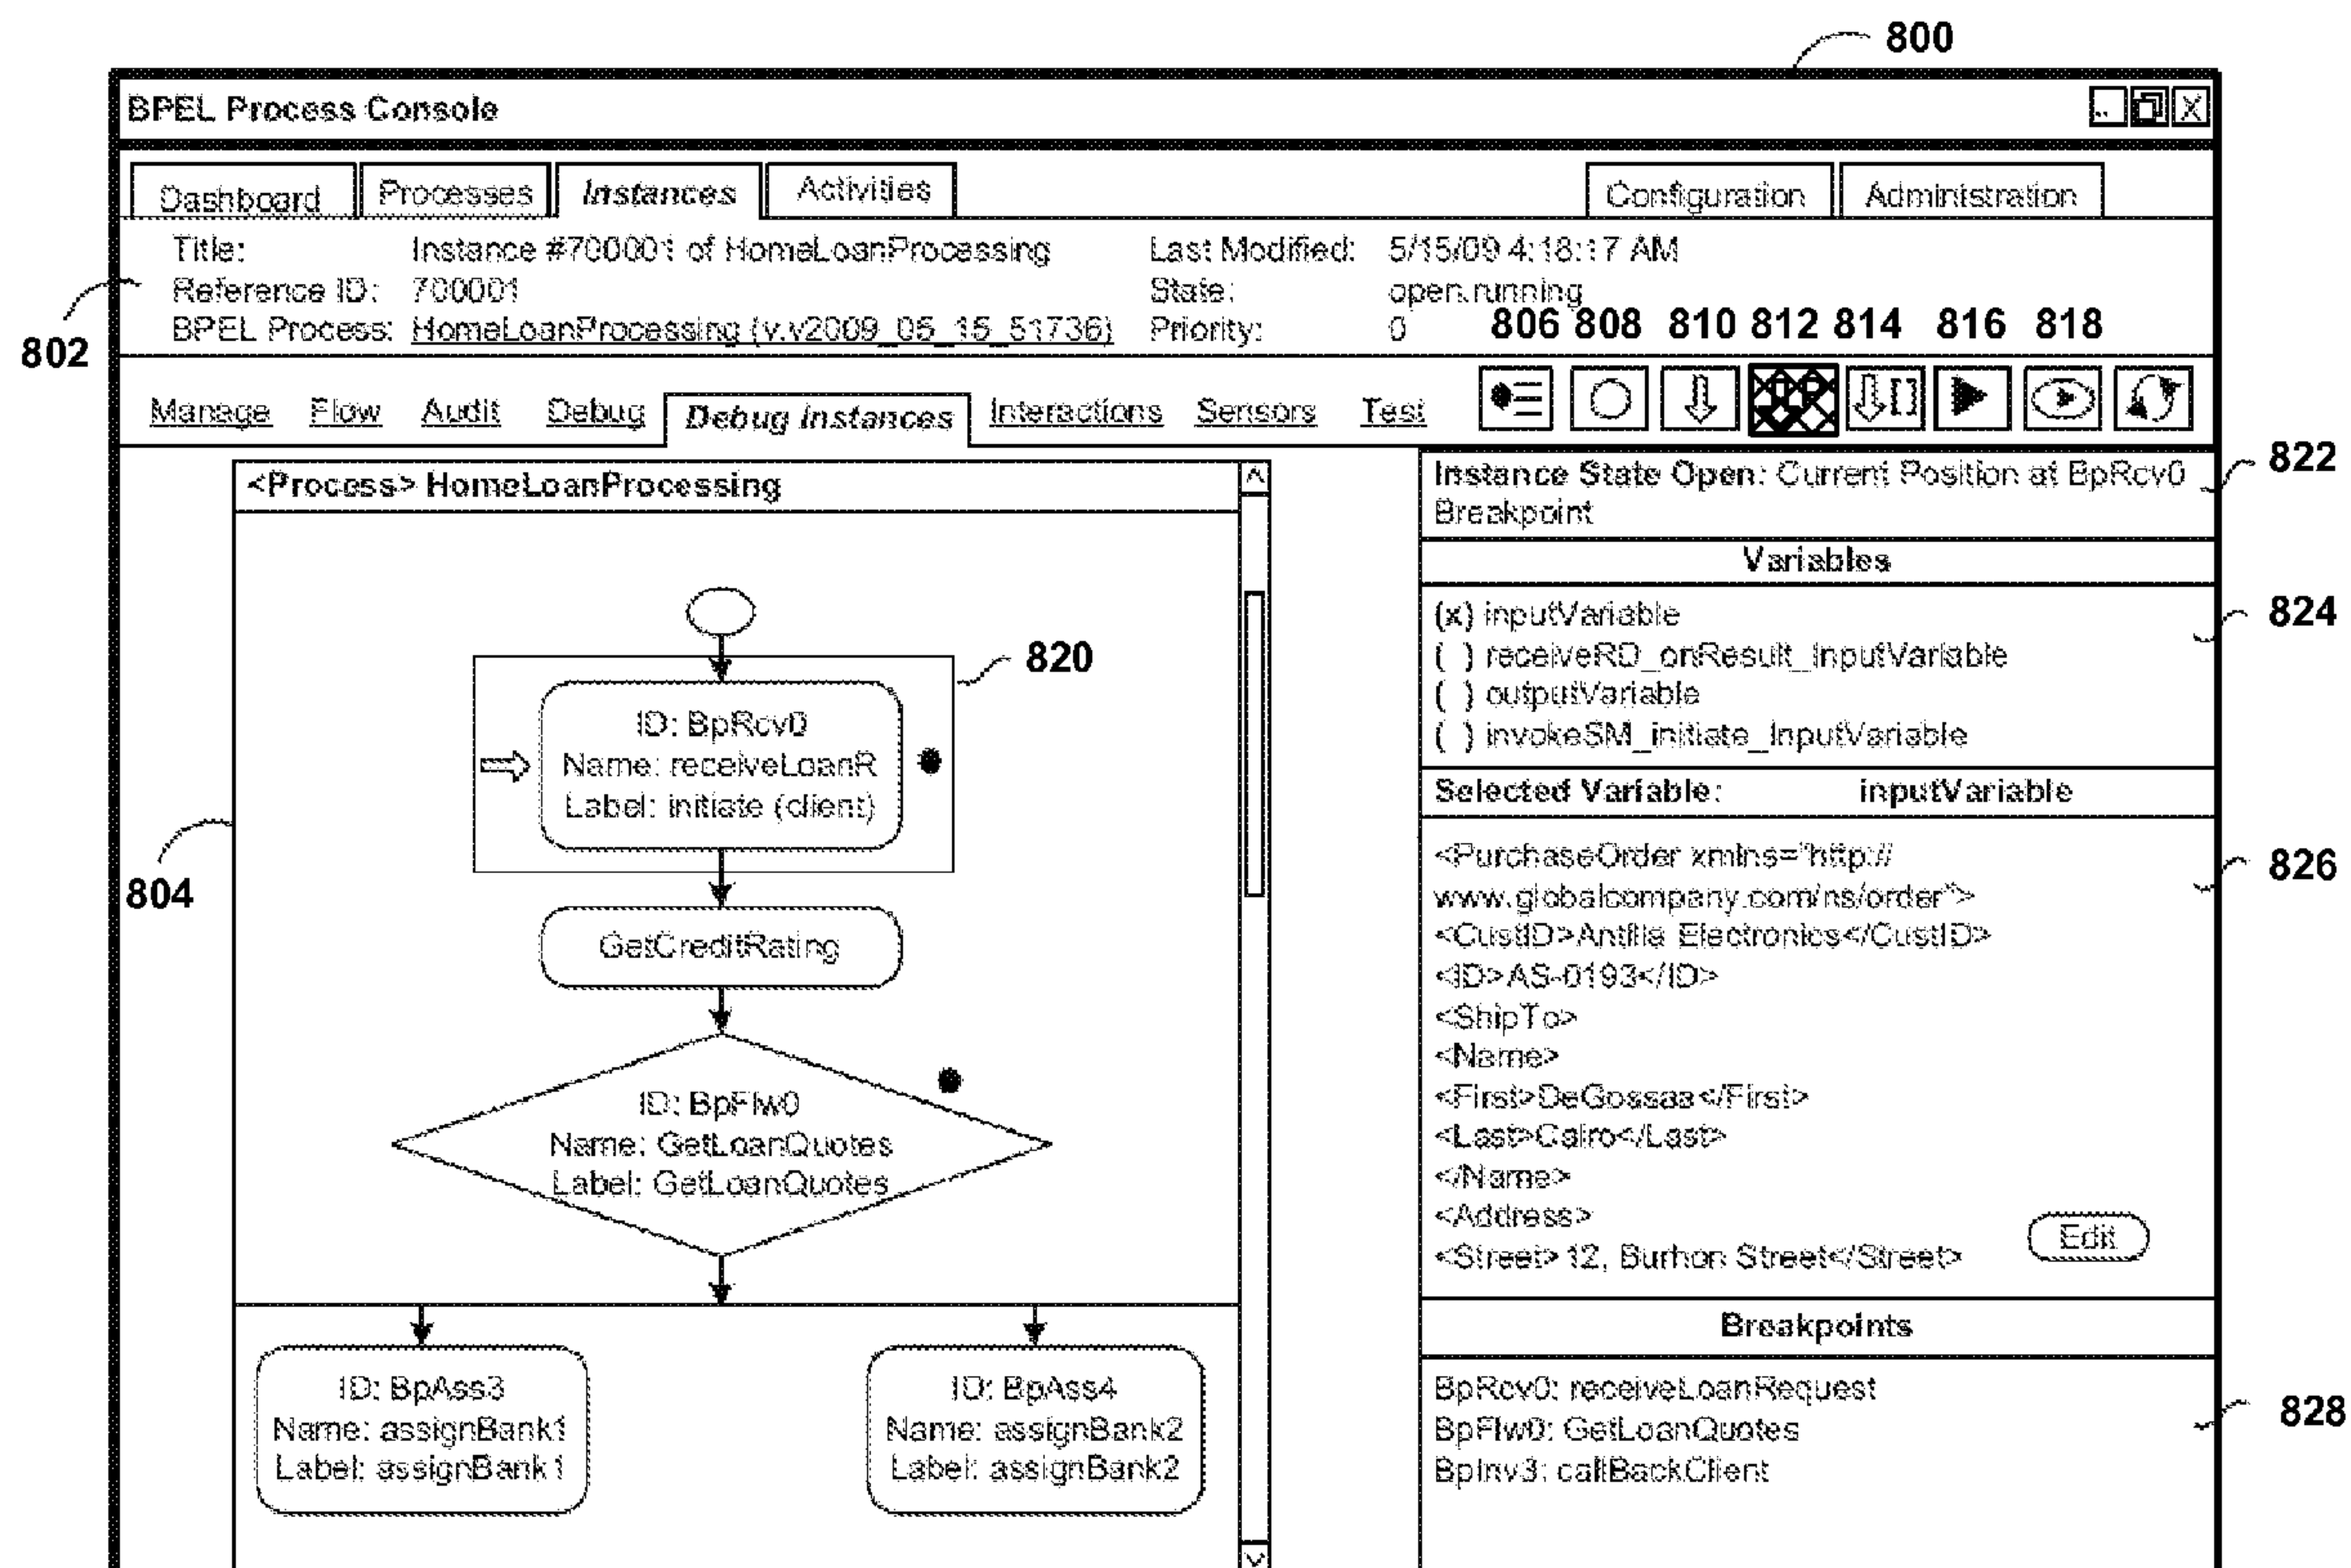 800
BPEL Process Console
Dashboard Processes Instances Activities Configuration Administration
Title: Instance #700001 of HomeLoanProcessing Last Modified: 5/15/09 4:18:17 AM
Reference ID: 700001 State: open.running
BPEL Process: HomeLoanProcessing (v.v2009_05_15_51736) Priority: 0
802
806 808 810 812 814 816 818
Manage Flow Audit Debug Debug Instances Interactions Sensors Test
<Process> HomeLoanProcessing
820
ID: BpRcv0
Name: receiveLoanR
Label: initiate (client)
804
GetCreditRating
ID: BpFlw0
Name: GetLoanQuotes
Label: GetLoanQuotes
ID: BpAss3
Name: assignBank1
Label: assignBank1
ID: BpAss4
Name: assignBank2
Label: assignBank2
Instance State Open: Current Position at BpRcv0
Breakpoint
822
Variables
(x) inputVariable
( ) receiveRD_onResult_InputVariable
( ) outputVariable
( ) invokeSM_initiate_InputVariable
824
Selected Variable: inputVariable
<PurchaseOrder xmlns="http://
www.globalcompany.com/ns/order">
<CustID>Antilla Electronics</CustID>
<ID>AS-0193</ID>
<ShipTo>
<Name>
<First>DeGossaa</First>
<Last>Cairo</Last>
</Name>
<Address>
<Street> 12, Burhon Street</Street>
Edit
826
Breakpoints
BpRcv0: receiveLoanRequest
BpFlw0: GetLoanQuotes
BpInv3: callBackClient
828